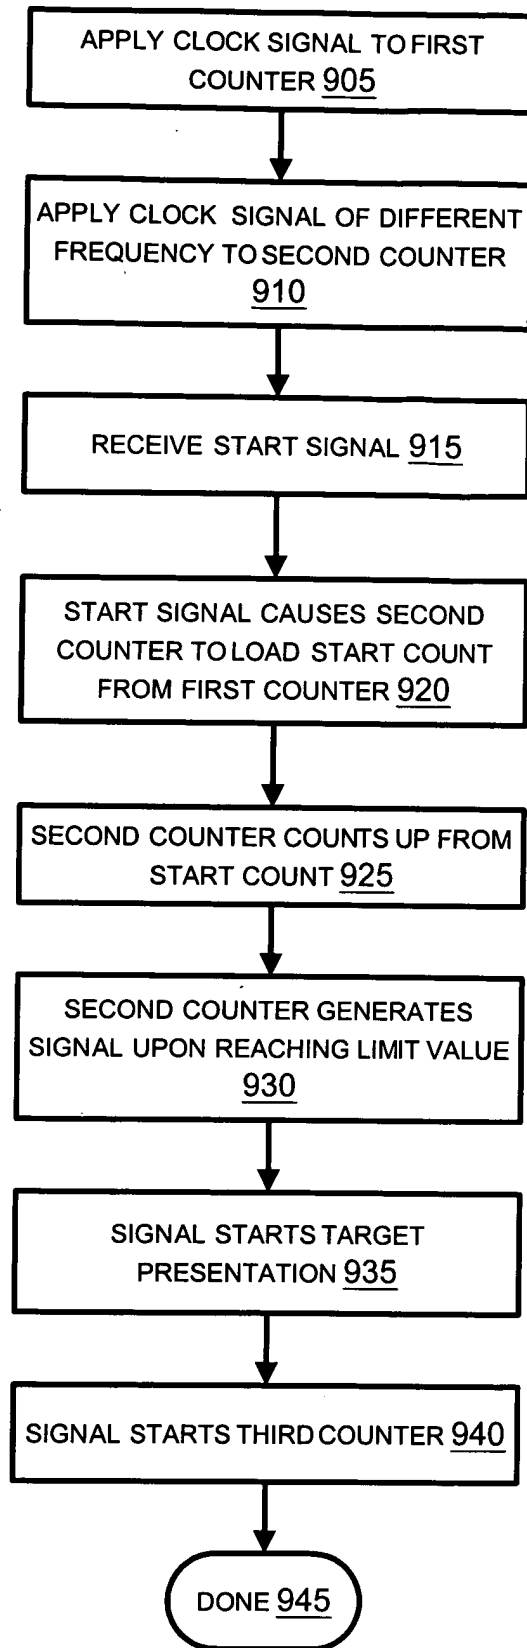 APPLY CLOCK SIGNAL TO FIRST
COUNTER 905
APPLY CLOCK SIGNAL OF DIFFERENT
FREQUENCY TO SECOND COUNTER
910
RECEIVE START SIGNAL 915
START SIGNAL CAUSES SECOND
COUNTER TO LOAD START COUNT
FROM FIRST COUNTER 920
SECOND COUNTER COUNTS UP FROM
START COUNT 925
SECOND COUNTER GENERATES
SIGNAL UPON REACHING LIMIT VALUE
930
SIGNAL STARTS TARGET
PRESENTATION 935
SIGNAL STARTS THIRD COUNTER 940
DONE 945